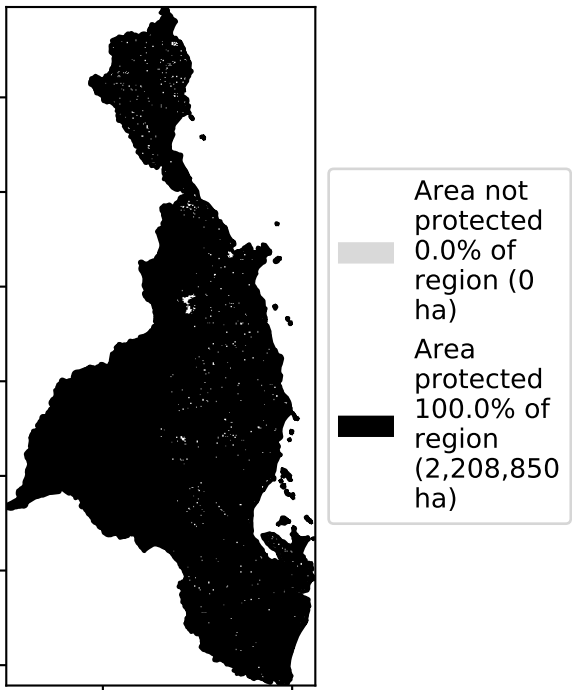 Area not
protected
0.0% of
region (0
ha)
Area
protected
100.0% of
region
(2,208,850
ha)